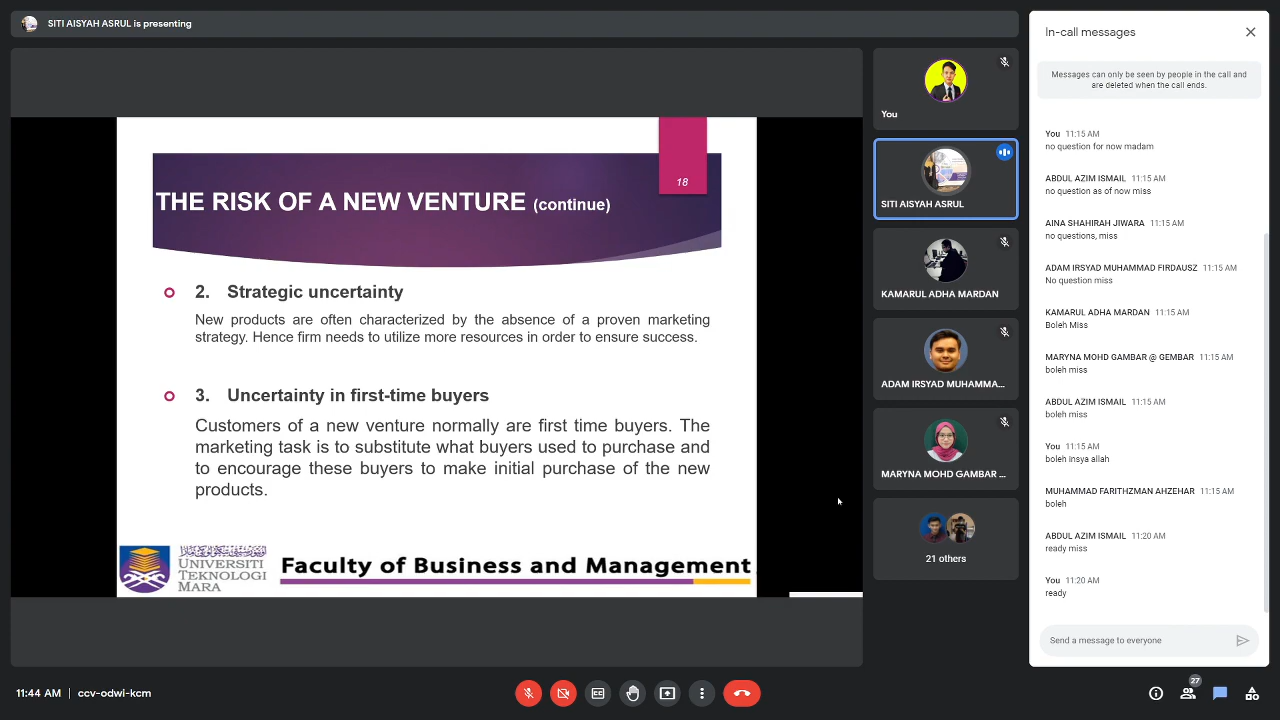 SITI AISYAH ASRUL is presenting
18
THE RISK OF A NEW VENTURE (continue)
2. Strategic uncertainty
New products are often characterized by the absence of a proven marketing
strategy. Hence firm needs to utilize more resources in order to ensure success.
3. Uncertainty in first-time buyers
Customers of a new venture normally are first time buyers. The
marketing task is to substitute what buyers used to purchase and
to encourage these buyers to make initial purchase of the new
products.
UNIVERSITI
TEKNOLOGI
MARA
Faculty of Business and Management
You
SITI AISYAH ASRUL
KAMARUL ADHA MARDAN
ADAM IRSYAD MUHAMMA...
MARYNA MOHD GAMBAR ...
21 others
In-call messages
Messages can only be seen by people in the call and
are deleted when the call ends.
You 11:15 AM
no question for now madam
ABDUL AZIM ISMAIL 11:15 AM
no question as of now miss
AINA SHAHIRAH JIWARA 11:15 AM
no questions, miss
ADAM IRSYAD MUHAMMAD FIRDAUSZ 11:15 AM
No question miss
KAMARUL ADHA MARDAN 11:15 AM
Boleh Miss
MARYNA MOHD GAMBAR @ GEMBAR 11:15 AM
boleh miss
ABDUL AZIM ISMAIL 11:15 AM
boleh miss
You 11:15 AM
boleh insya allah
MUHAMMAD FARITHZMAN AHZEHAR 11:15 AM
boleh
ABDUL AZIM ISMAIL 11:20 AM
ready miss
You 11:20 AM
ready
Send a message to everyone
11:44 AM | ccv-odwi-kcm
27